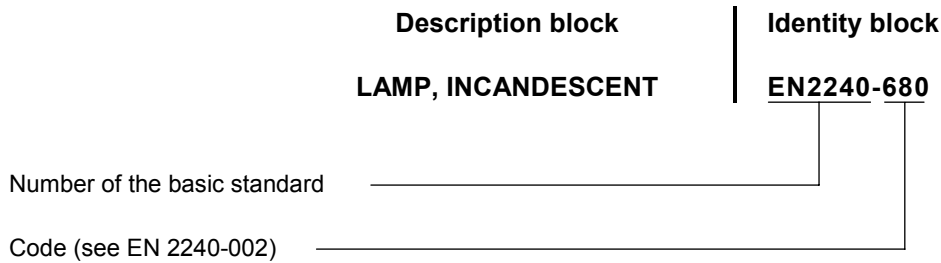 Description block Identity block
LAMP, INCANDESCENT EN2240-680
Number of the basic standard
Code (see EN 2240-002)